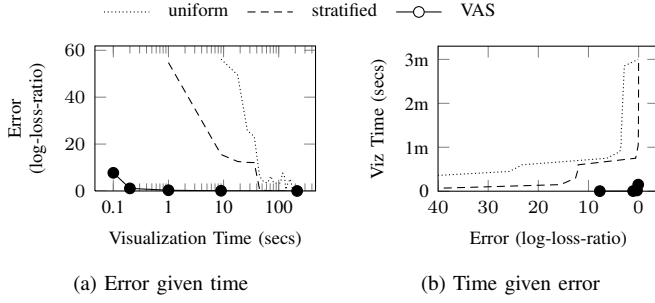 uniform stratified VAS
Error
(log-loss-ratio)
60
40
20
0
0.1 1 10 100
Visualization Time (secs)
(a) Error given time
Viz Time (secs)
3m
2m
1m
0
40 30 20 10 0
Error (log-loss-ratio)
(b) Time given error